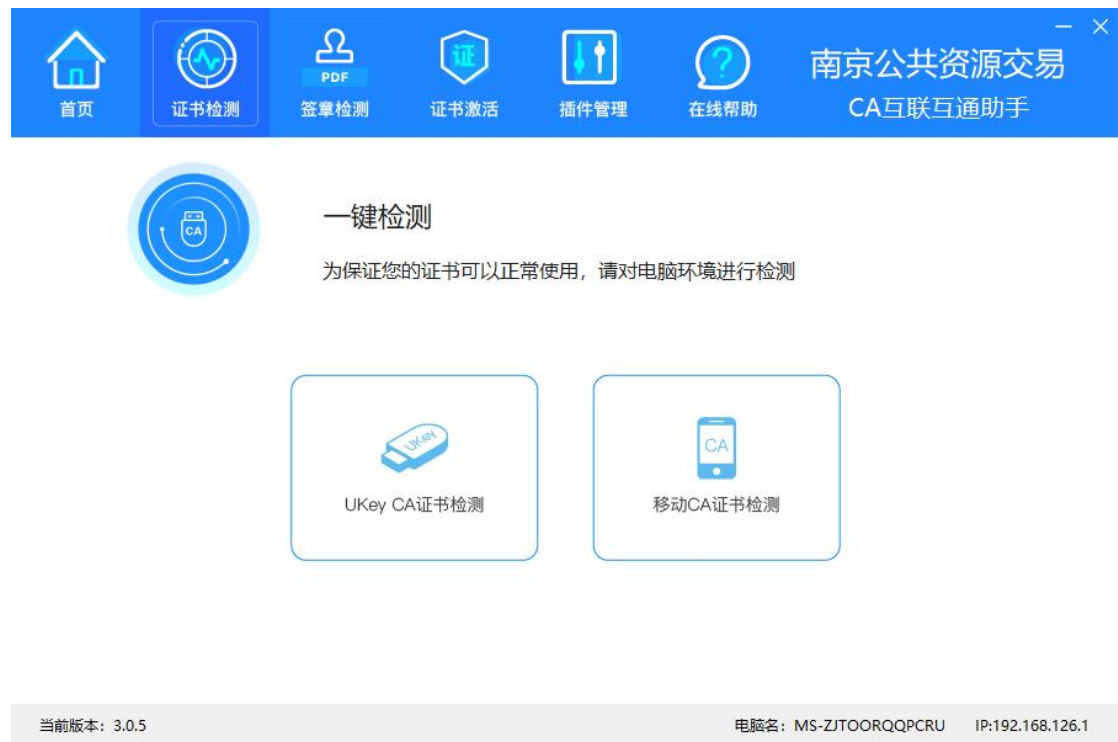 首页
证书检测
PDF
签章检测
证
证书激活
插件管理
?
在线帮助
南京公共资源交易
CA互联互通助手
CA
一键检测
为保证您的证书可以正常使用，请对电脑环境进行检测
UKey
UKey CA证书检测
CA
移动CA证书检测
当前版本：3.0.5
电脑名：MS-ZJTOORQQPCRU IP:192.168.126.1